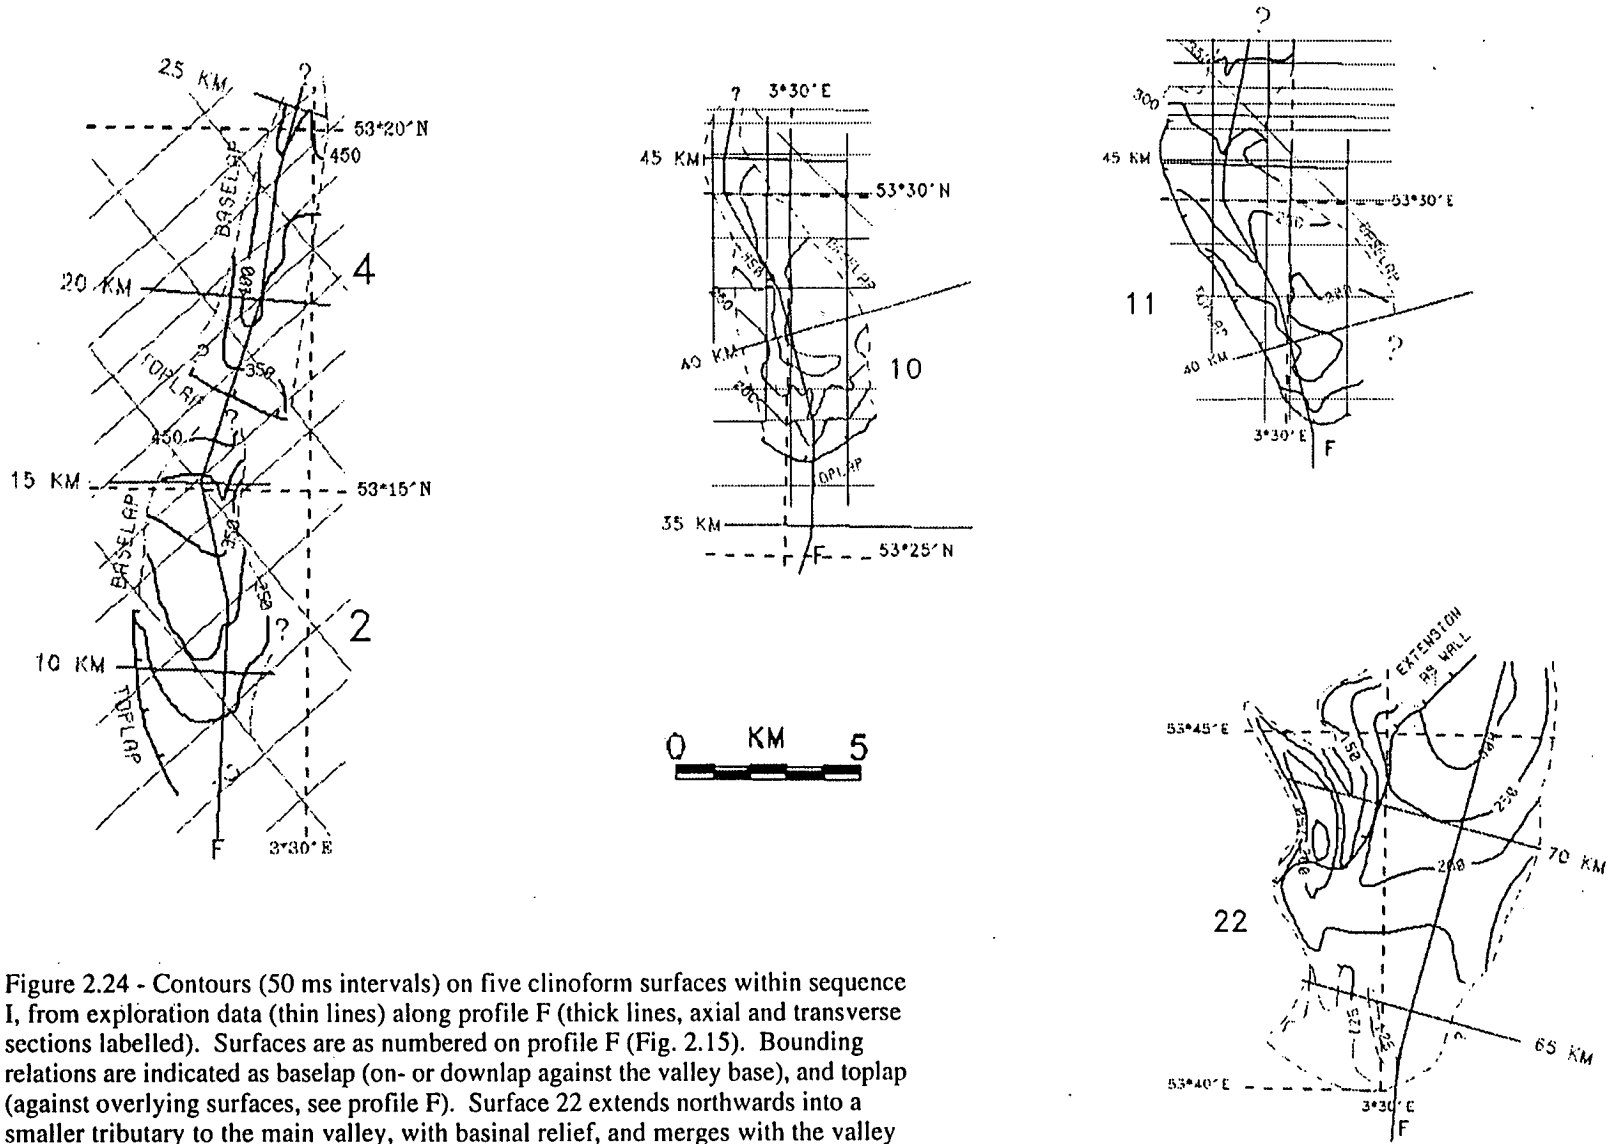 25 KM
?
53°20'N
450
BASELAP
400
4
20 KM
?
TOPLAP
350
?
450
15 KM
53°15'N
BASELAP
350
250
?
2
10 KM
TOPLAP
F
3°30'E
?
3°30'E
45 KM
53°30'N
BASELAP
40 KM
10
35 KM
F
53°25'N
?
300
45 KM
53°30'E
BASELAP
11
TOPLAP
200
40 KM
?
3°30'E
F
0 KM 5
EXTENSION
AS WALL
53°45'E
150
250
70 KM
200
22
175
65 KM
?
53°40'E
3°30'E
F
Figure 2.24 - Contours (50 ms intervals) on five clinoform surfaces within sequence
I, from exploration data (thin lines) along profile F (thick lines, axial and transverse
sections labelled). Surfaces are as numbered on profile F (Fig. 2.15). Bounding
relations are indicated as baselap (on- or downlap against the valley base), and toplap
(against overlying surfaces, see profile F). Surface 22 extends northwards into a
smaller tributary to the main valley, with basinal relief, and merges with the valley